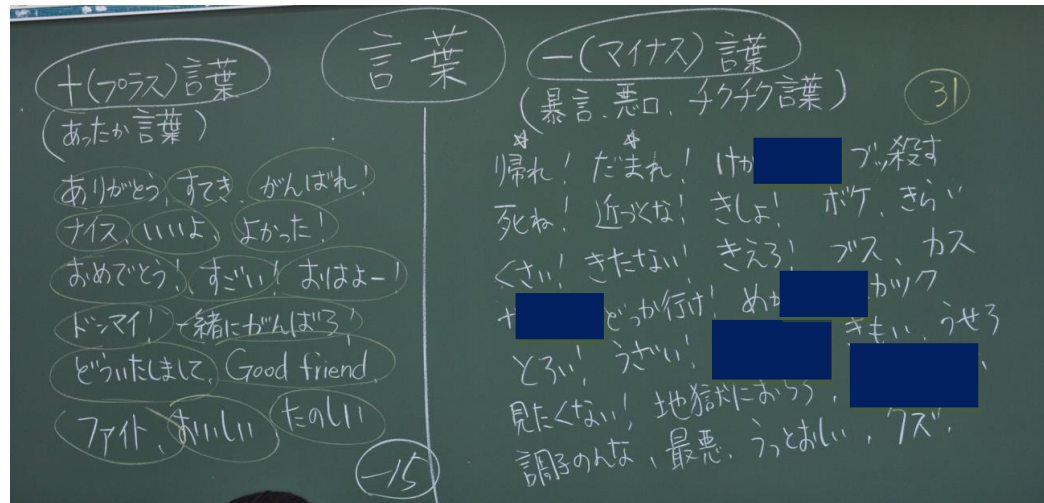 言葉
+(プラス)言葉
(あったか言葉)
ありがとう、すてき、がんばれ!
ナイス、いいよ、よかった!
おめでとう!すごい!おはよー!
ドンマイ!一緒にがんばろう!
どういたしまして、Good friend、
ファイト、おいしい、たのしい
-15
-(マイナス)言葉
(暴言、悪口、チクチク言葉)
31
帰れ!だまれ!けが ブッ殺す
死ね!近づくな!きしょ!ボケ、きらい
くさい!きたない!きえろ!ブス、カス
どっか行け!めが カツク
とろい!うざい! きもい、うせろ
見たくない!地獄におちろ、
調子のんな、最悪、うっとおしい、クズ、